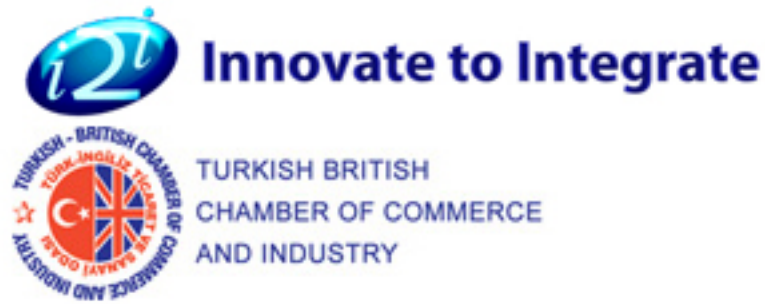 i2i Innovate to Integrate
TURKISH - BRITISH CHAMBER OF COMMERCE AND INDUSTRY
TÜRK-İNGİLİZ TİCARET VE SANAYİ ODASI
TURKISH BRITISH
CHAMBER OF COMMERCE
AND INDUSTRY